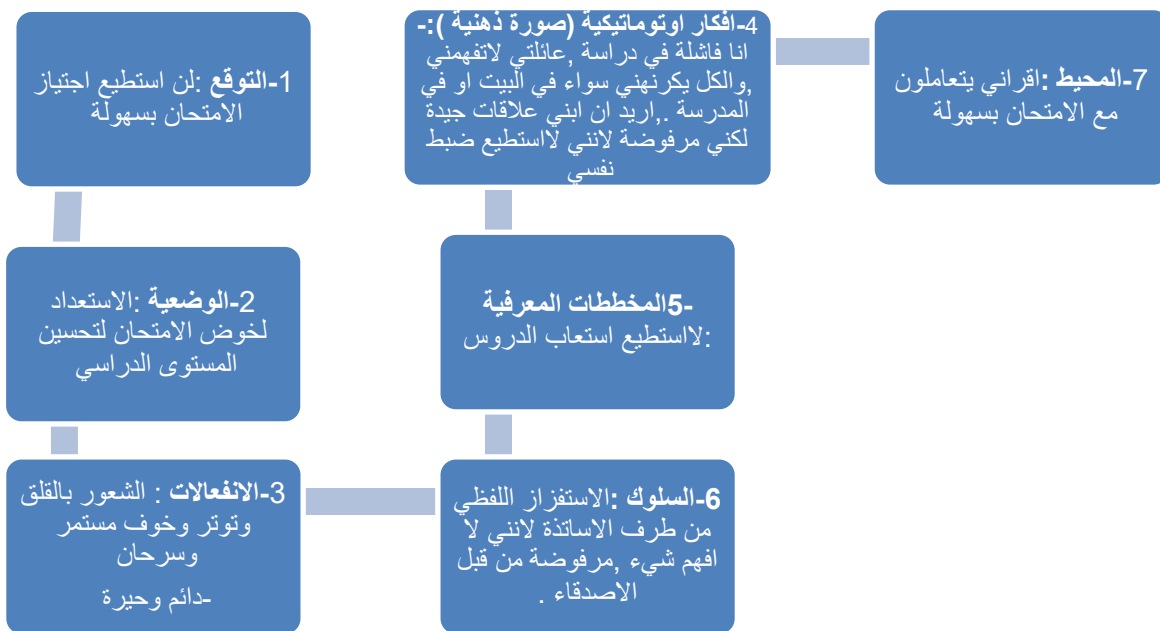 1-التوقع :لن استطيع اجتياز
الامتحان بسهولة
2-الوضعية :الاستعداد
لخوض الامتحان لتحسين
المستوى الدراسي
3-الانفعالات : الشعور بالقلق
وتوتر وخوف مستمر
وسرحان
-دائم وحيرة
4-افكار اوتوماتيكية (صورة ذهنية ):-
انا فاشلة في دراسة ,عائلتي لاتفهمني
,والكل يكرنهني سواء في البيت او في
المدرسة .,اريد ان ابني علاقات جيدة
لكني مرفوضة لانني لااستطيع ضبط
نفسي
-5المخططات المعرفية
:لااستطيع استعاب الدروس
6-السلوك :الاستفزاز اللفظي
من طرف الاساتذة لانني لا
افهم شيء ,مرفوضة من قبل
الاصدقاء .
7-المحيط :اقراني يتعاملون
مع الامتحان بسهولة